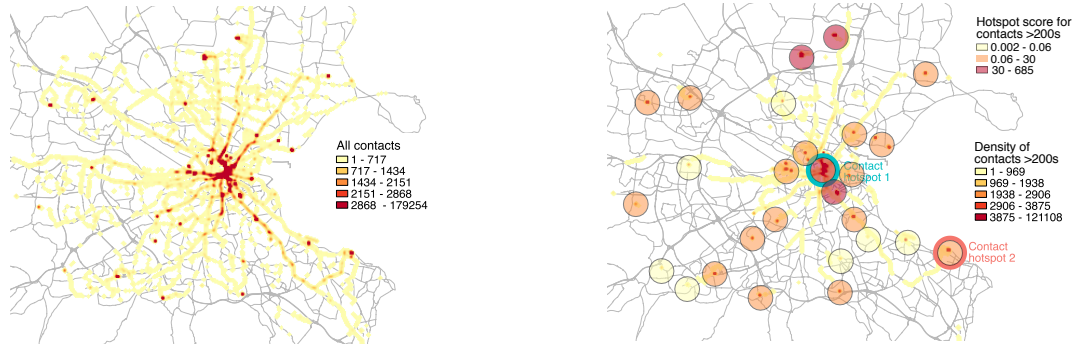 All contacts
1 - 717
717 - 1434
1434 - 2151
2151 - 2868
2868 - 179254
Hotspot score for
contacts >200s
0.002 - 0.06
0.06 - 30
30 - 685
Density of
contacts >200s
1 - 969
969 - 1938
1938 - 2906
2906 - 3875
3875 - 121108
Contact
hotspot 1
Contact
hotspot 2